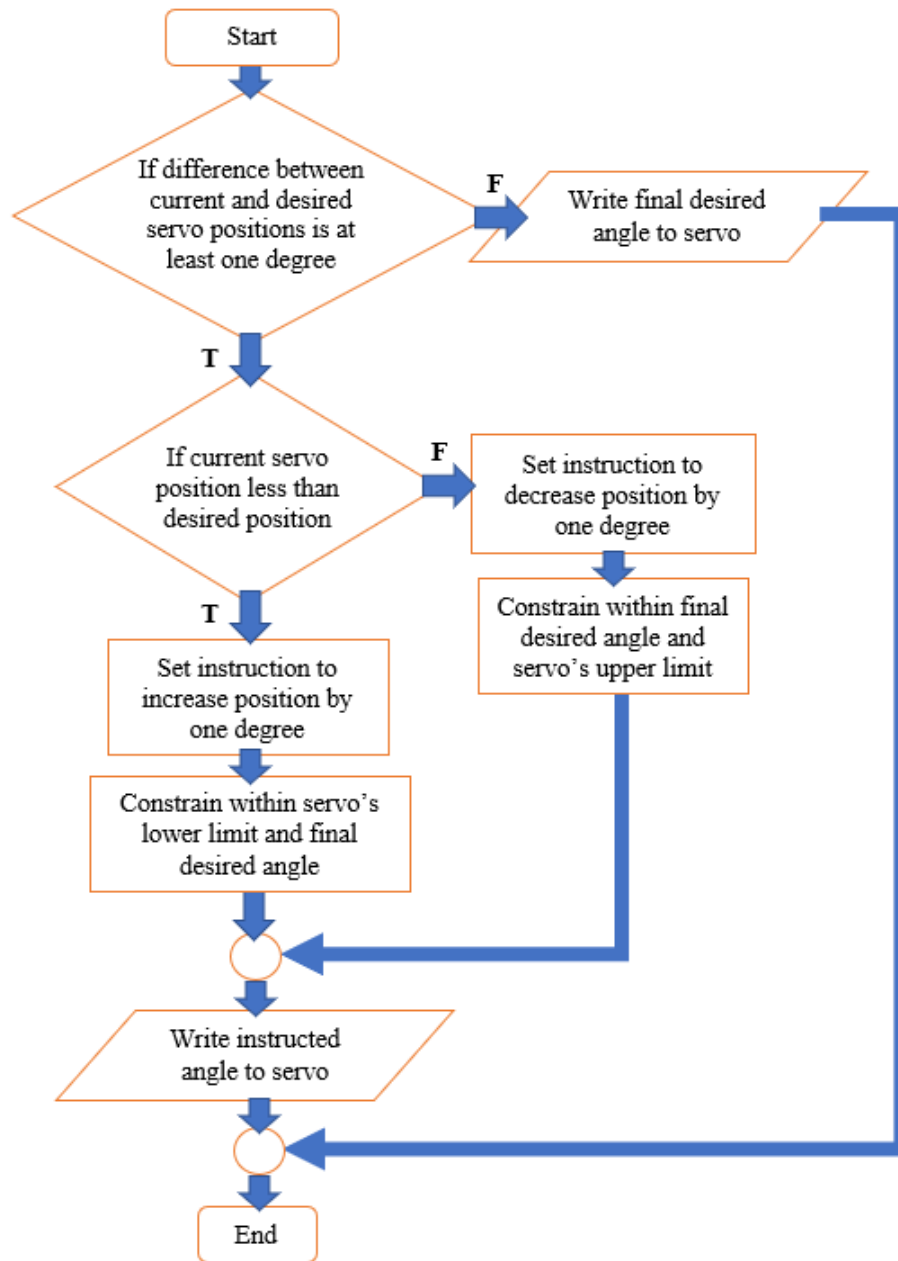 Start
If difference between
current and desired
servo positions is at
least one degree
F
Write final desired
angle to servo
T
If current servo
position less than
desired position
F
Set instruction to
decrease position by
one degree
Constrain within final
desired angle and
servo’s upper limit
T
Set instruction to
increase position by
one degree
Constrain within servo’s
lower limit and final
desired angle
Write instructed
angle to servo
End